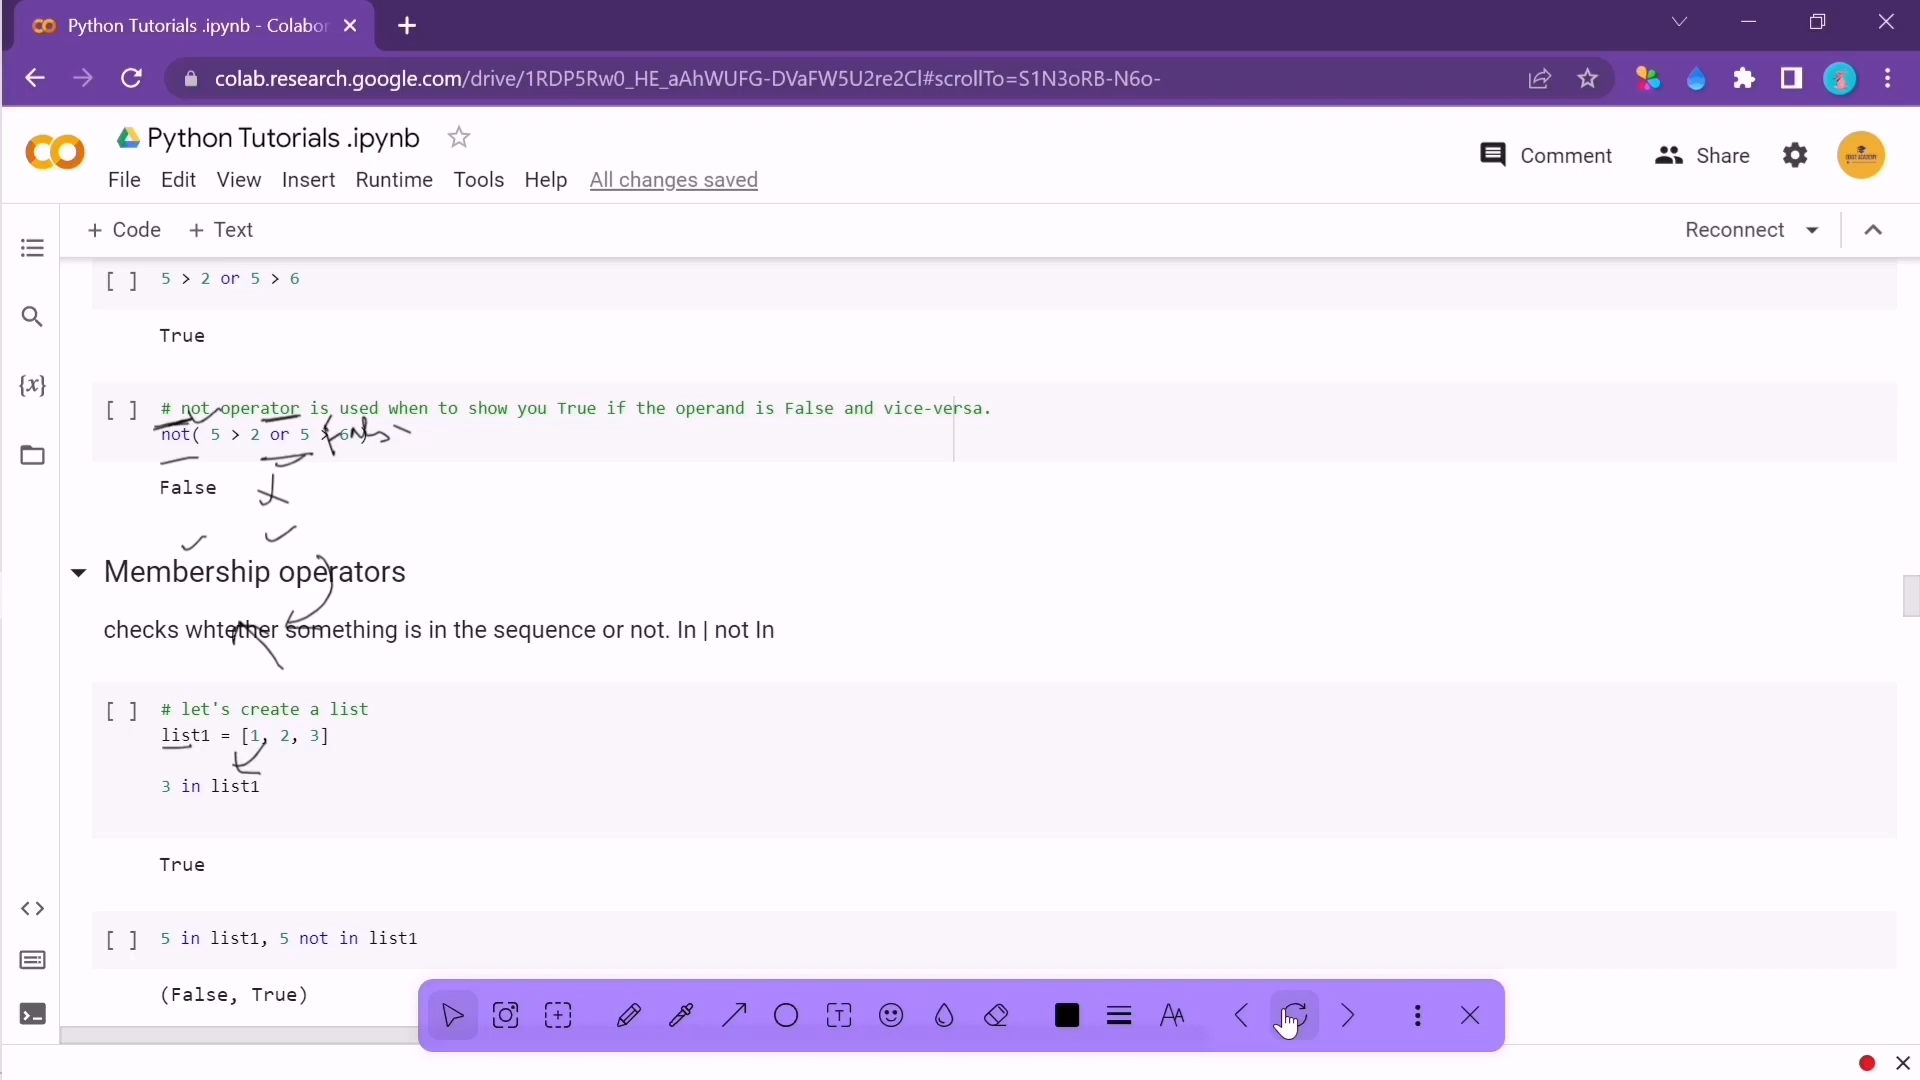 Python Tutorials .ipynb - Colabor
colab.research.google.com/drive/1RDP5Rw0_HE_aAhWUFG-DVaFW5U2re2Cl#scrollTo=S1N3oRB-N6o-
Python Tutorials .ipynb
Comment
Share
File Edit View Insert Runtime Tools Help All changes saved
+ Code + Text
Reconnect
[ ] 5 > 2 or 5 > 6
True
[ ] # not operator is used when to show you True if the operand is False and vice-versa.
not( 5 > 2 or 5 > 6 )
False
Membership operators
checks whtether something is in the sequence or not. In | not In
[ ] # let's create a list
list1 = [1, 2, 3]
3 in list1
True
[ ] 5 in list1, 5 not in list1
(False, True)